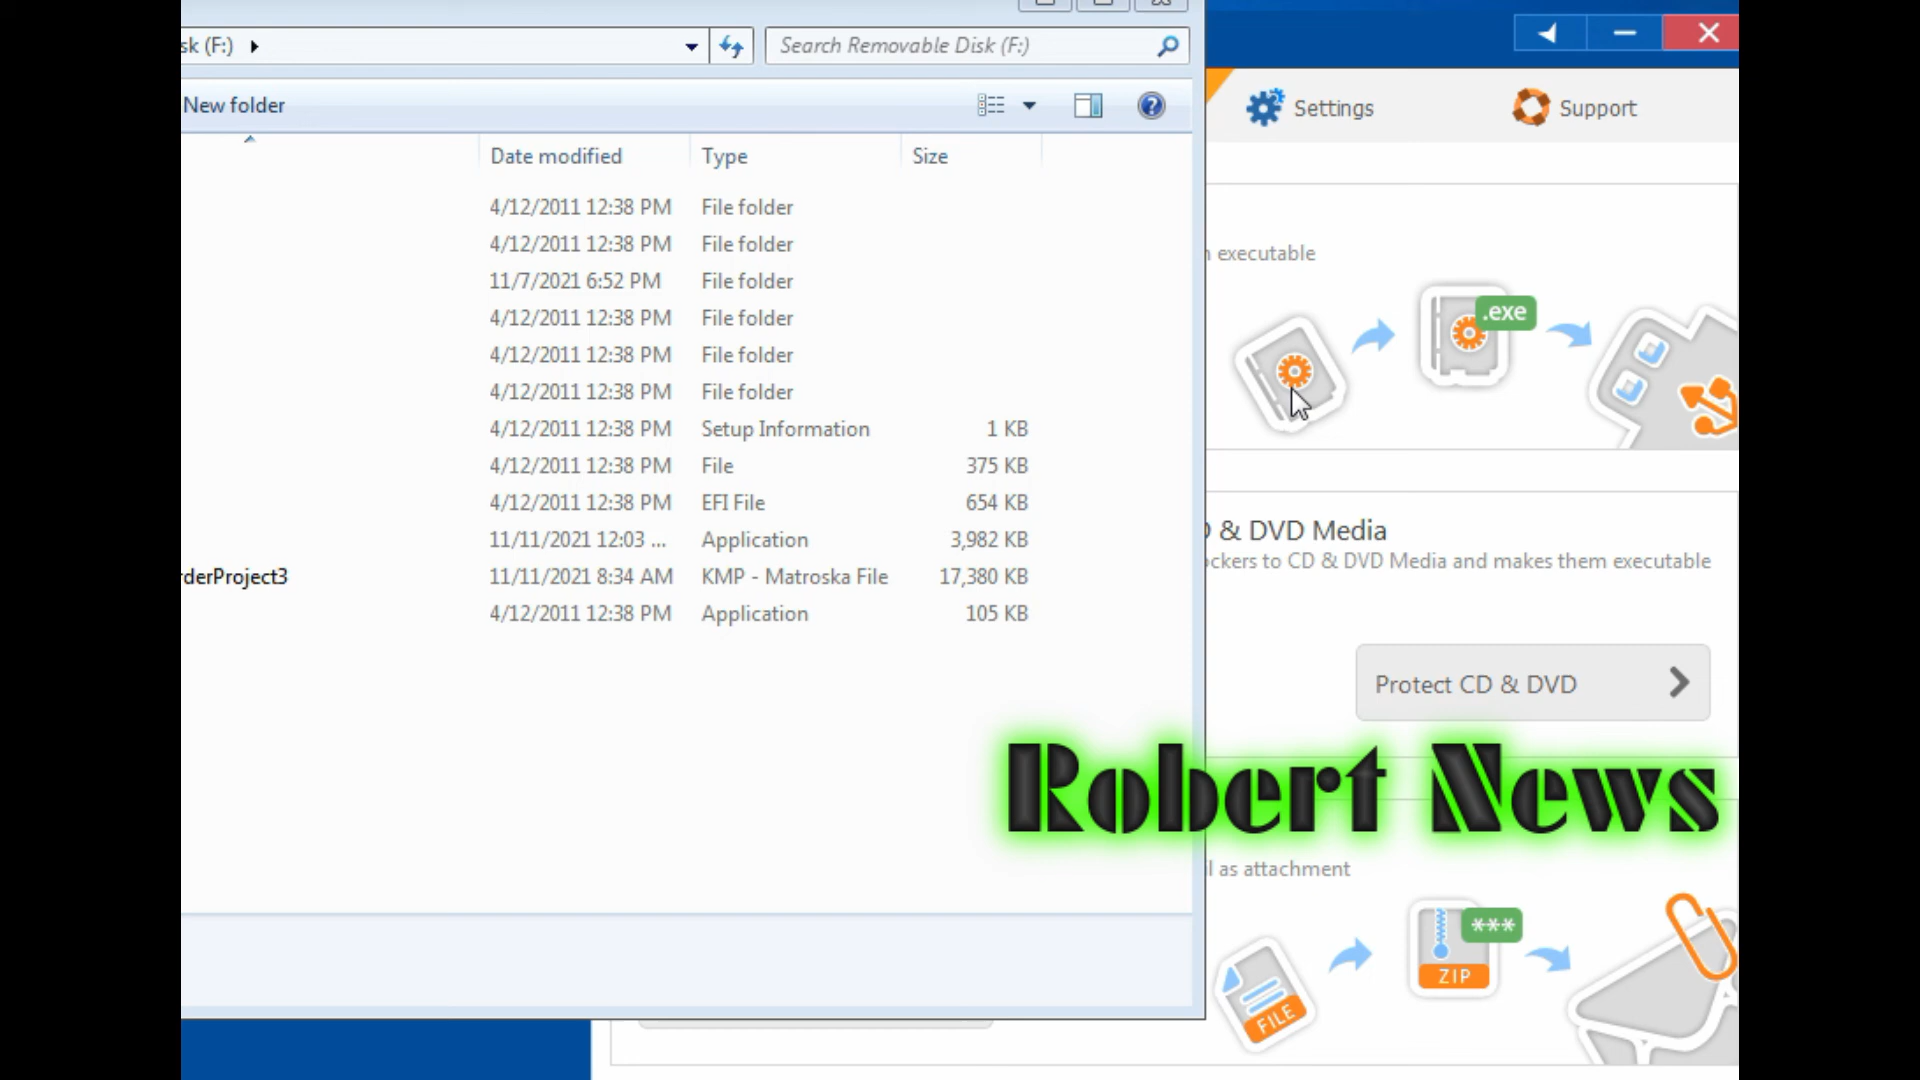 sk (F:)
Search Removable Disk (F:)
New folder
Settings
Support
Date modified Type Size
4/12/2011 12:38 PM File folder
4/12/2011 12:38 PM File folder
11/7/2021 6:52 PM File folder
4/12/2011 12:38 PM File folder
4/12/2011 12:38 PM File folder
4/12/2011 12:38 PM File folder
4/12/2011 12:38 PM Setup Information 1 KB
4/12/2011 12:38 PM File 375 KB
4/12/2011 12:38 PM EFI File 654 KB
11/11/2021 12:03 ... Application 3,982 KB
rderProject3 11/11/2021 8:34 AM KMP - Matroska File 17,380 KB
4/12/2011 12:38 PM Application 105 KB
n executable
.exe
D & DVD Media
ockers to CD & DVD Media and makes them executable
Protect CD & DVD
Robert News
il as attachment
FILE
***
ZIP